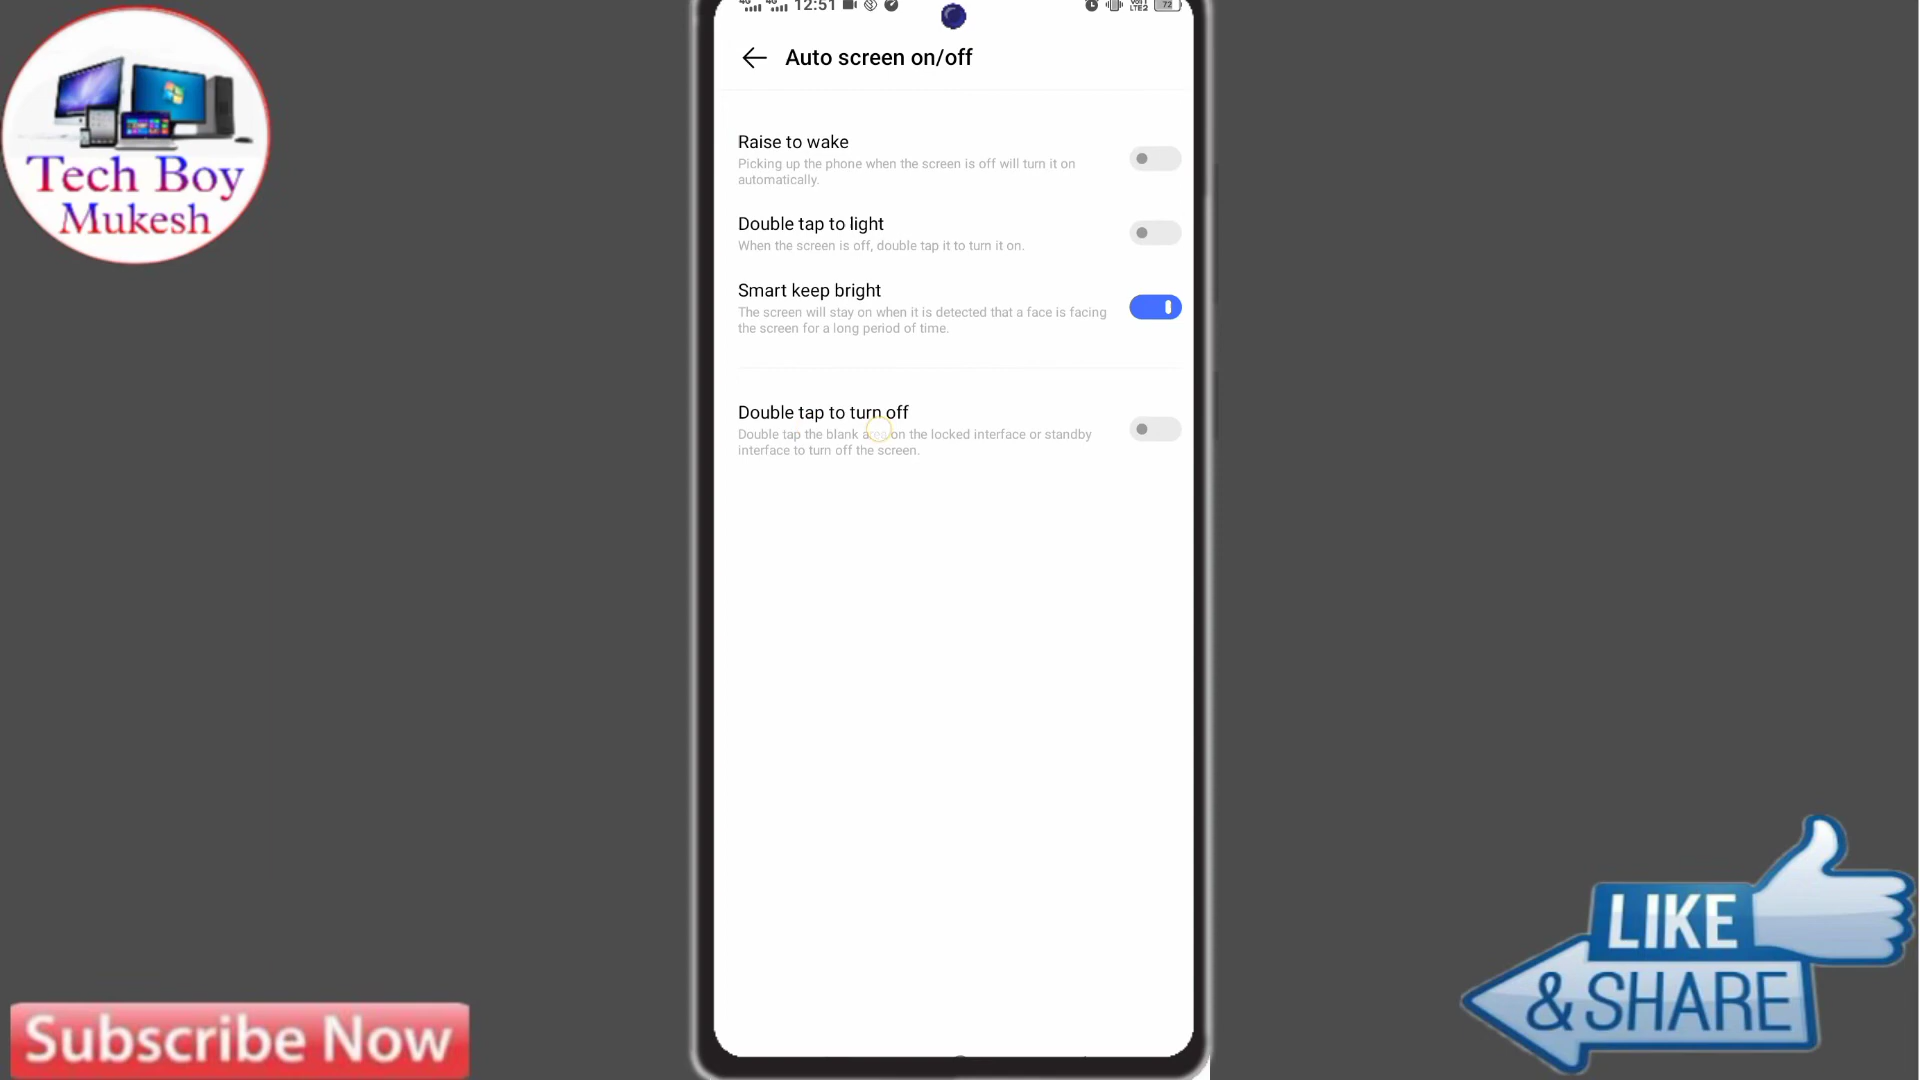 12:51
72
Auto screen on/off
Raise to wake
Picking up the phone when the screen is off will turn it on
automatically.
Double tap to light
When the screen is off, double tap it to turn it on.
Smart keep bright
The screen will stay on when it is detected that a face is facing
the screen for a long period of time.
Double tap to turn off
Double tap the blank area on the locked interface or standby
interface to turn off the screen.
Tech Boy
Mukesh
Subscribe Now
LIKE
& SHARE